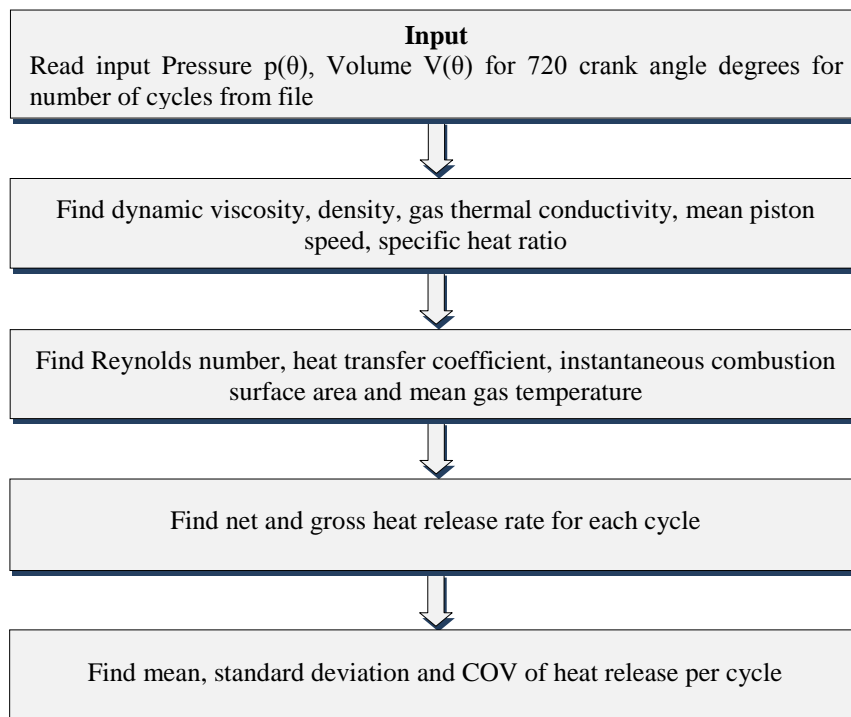 Input
Read input Pressure p(θ), Volume V(θ) for 720 crank angle degrees for
number of cycles from file
Find dynamic viscosity, density, gas thermal conductivity, mean piston
speed, specific heat ratio
Find Reynolds number, heat transfer coefficient, instantaneous combustion
surface area and mean gas temperature
Find net and gross heat release rate for each cycle
Find mean, standard deviation and COV of heat release per cycle